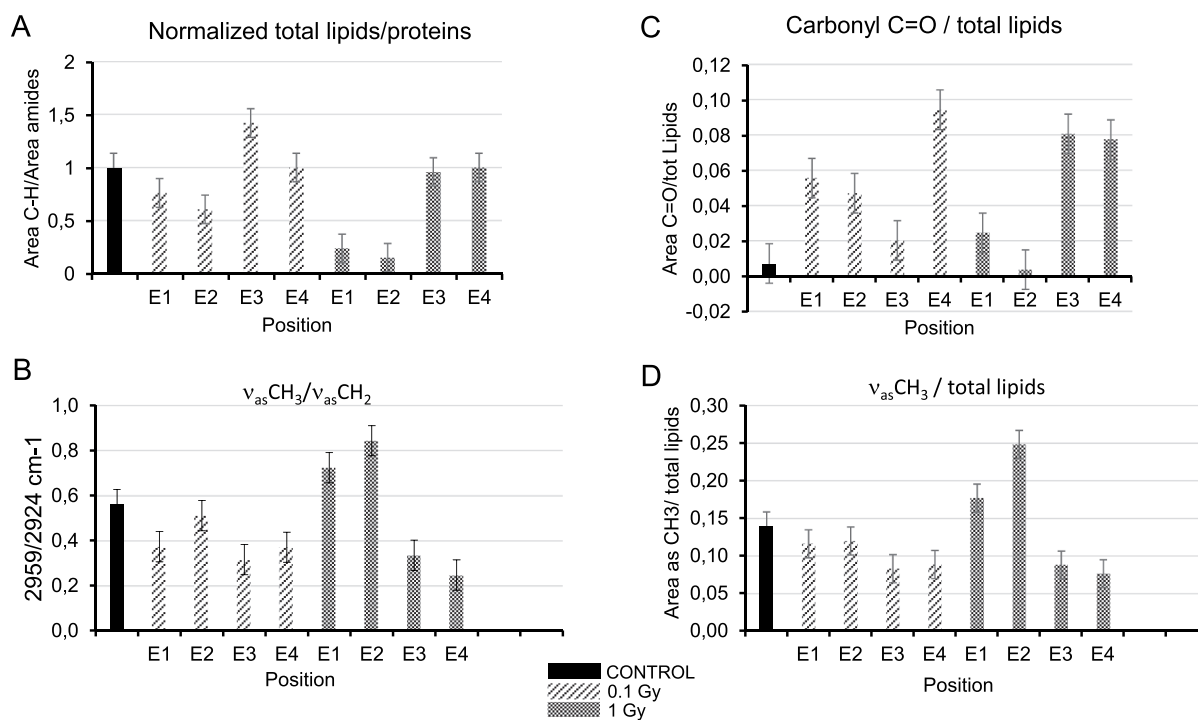 A
Normalized total lipids/proteins
Area C-H/Area amides
2
1,5
1
0,5
0
E1 E2 E3 E4 E1 E2 E3 E4
Position
C
Carbonyl C=O / total lipids
Area C=O/tot Lipids
0,12
0,10
0,08
0,06
0,04
0,02
0,00
-0,02
E1 E2 E3 E4 E1 E2 E3 E4
Position
B
νasCH3/νasCH2
2959/2924 cm-1
1,0
0,8
0,6
0,4
0,2
0,0
E1 E2 E3 E4 E1 E2 E3 E4
Position
D
νasCH3 / total lipids
Area as CH3/ total lipids
0,30
0,25
0,20
0,15
0,10
0,05
0,00
E1 E2 E3 E4 E1 E2 E3 E4
Position
CONTROL
0.1 Gy
1 Gy